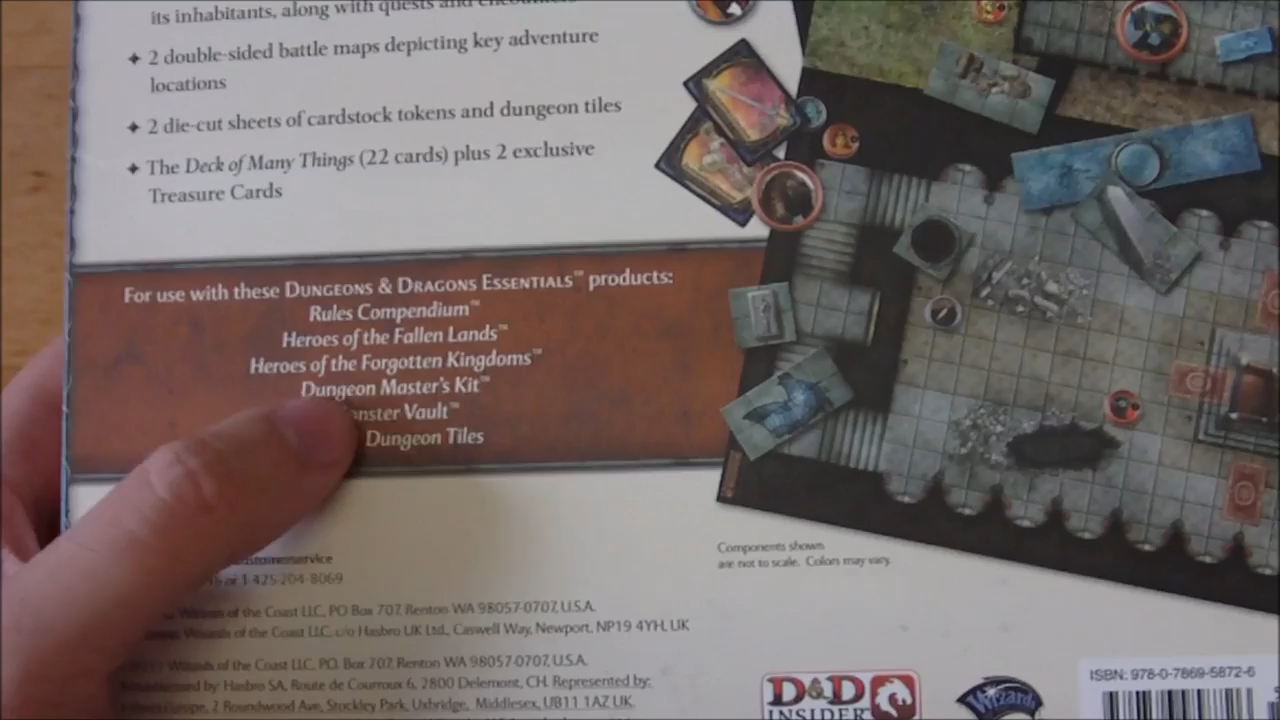 its inhabitants, along with quests and encounters
✦ 2 double-sided battle maps depicting key adventure
locations
✦ 2 die-cut sheets of cardstock tokens and dungeon tiles
✦ The Deck of Many Things (22 cards) plus 2 exclusive
Treasure Cards
For use with these DUNGEONS & DRAGONS ESSENTIALS™ products:
Rules Compendium™
Heroes of the Fallen Lands™
Heroes of the Forgotten Kingdoms™
Dungeon Master's Kit™
onster Vault™
Dungeon Tiles
Components shown
are not to scale. Colors may vary.
1 425-204-8069
Wizards of the Coast LLC, PO Box 707, Renton WA 98057-0707, U.S.A.
Wizards of the Coast LLC, c/o Hasbro UK Ltd., Caswell Way, Newport, NP19 4YH, UK
Wizards of the Coast LLC, P.O. Box 707, Renton WA 98057-0707, U.S.A.
by: Hasbro SA, Route de Courroux 6, 2800 Delemont, CH. Represented by:
2 Roundwood Ave, Stockley Park, Uxbridge, Middlesex, UB11 1AZ UK.
D&D
INSIDER
Wizards
ISBN: 978-0-7869-5872-6